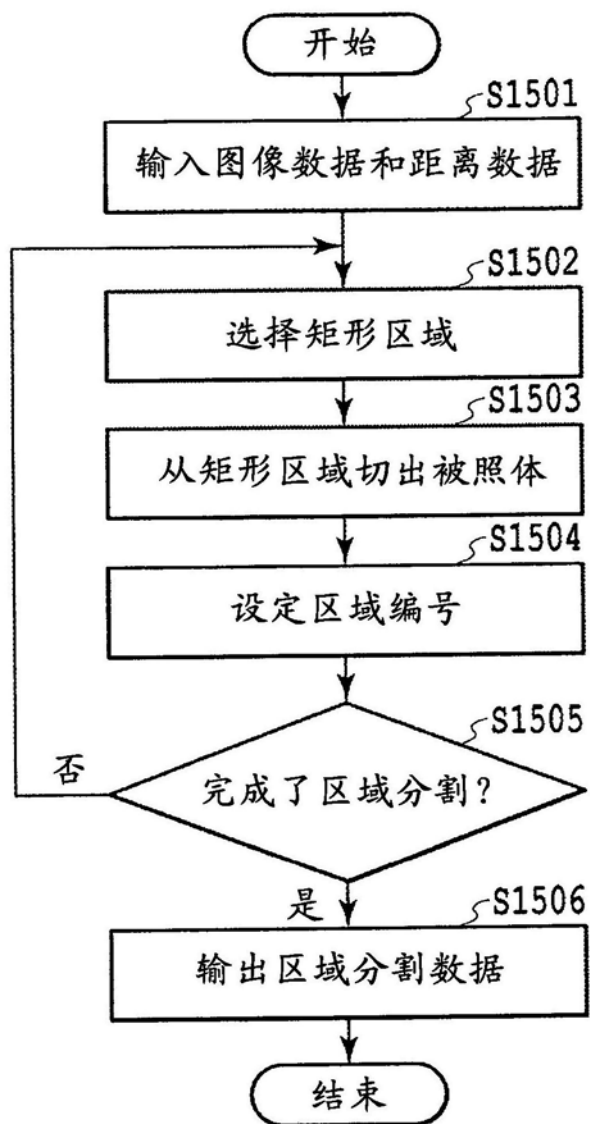 开始
S1501
输入图像数据和距离数据
S1502
选择矩形区域
S1503
从矩形区域切出被照体
S1504
设定区域编号
S1505
完成了区域分割?
否
是
S1506
输出区域分割数据
结束